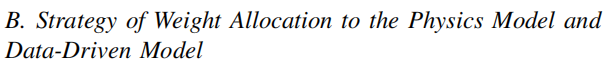 B. Strategy of Weight Allocation to the Physics Model and
Data-Driven Model